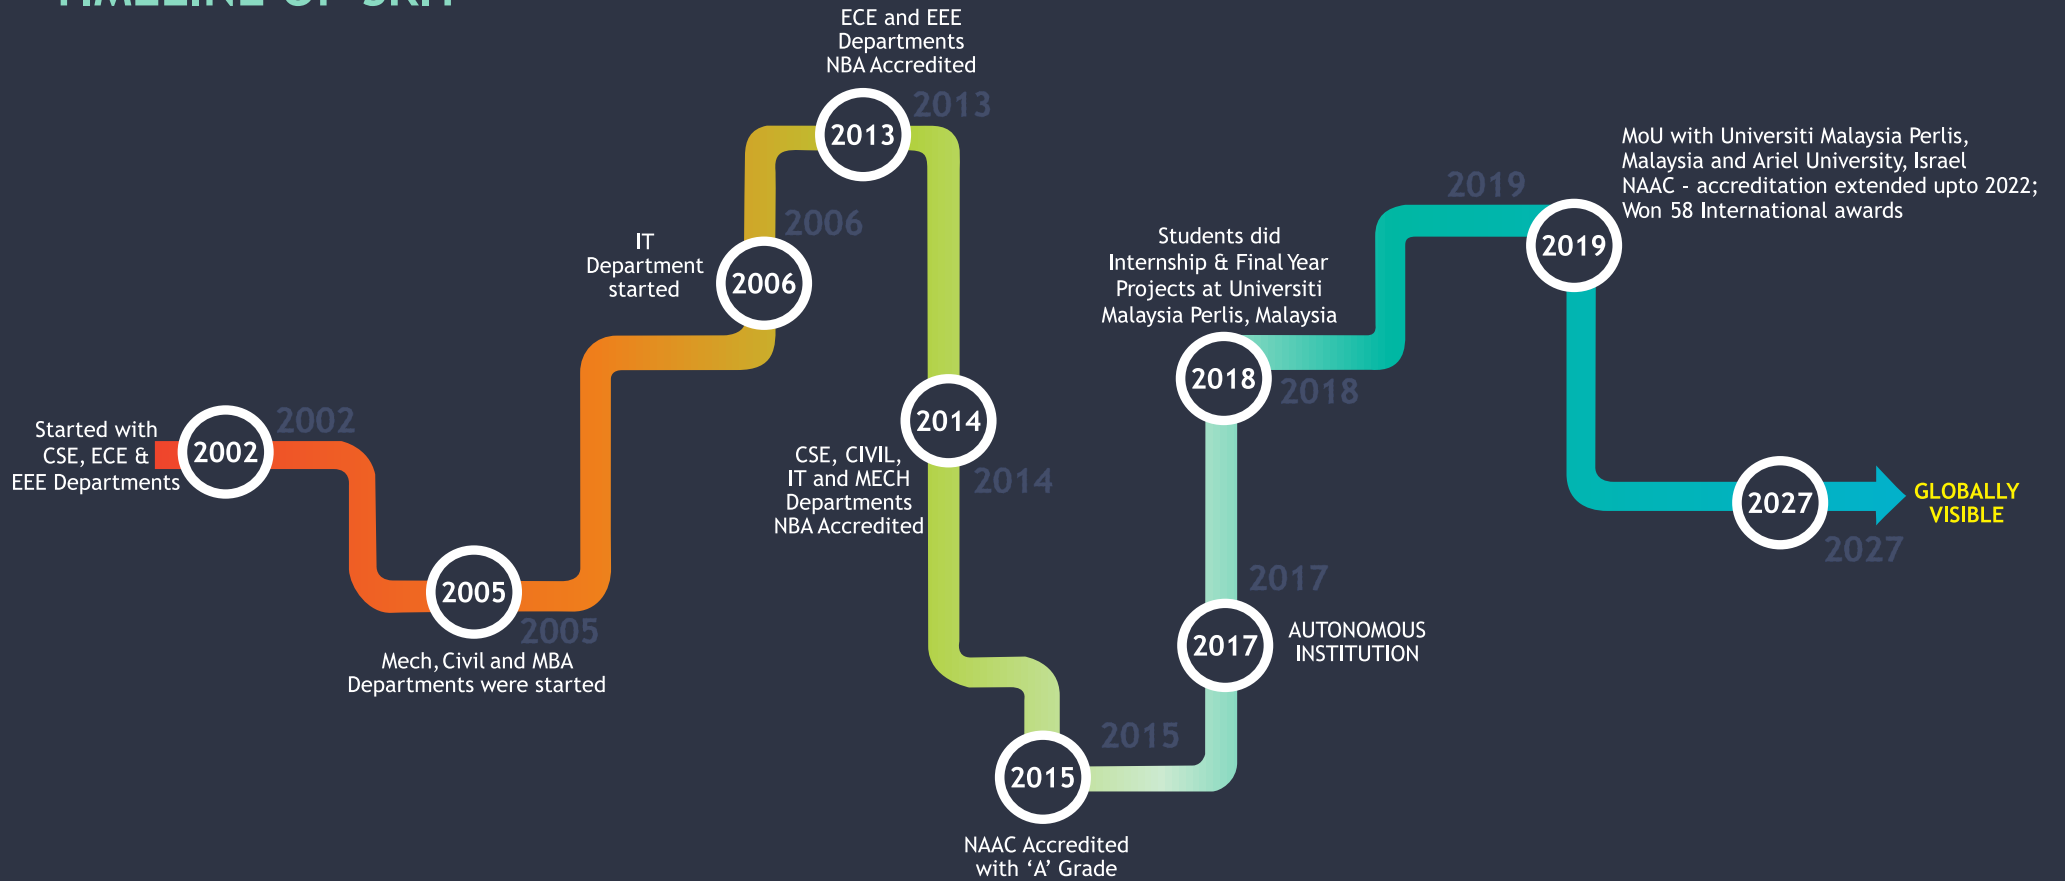 TIMELINE OF SRIT
Started with
CSE, ECE &
EEE Departments
2002
2002
2005
2005
Mech, Civil and MBA
Departments were started
IT
Department
started
2006
2006
ECE and EEE
Departments
NBA Accredited
2013
2013
2014
2014
CSE, CIVIL,
IT and MECH
Departments
NBA Accredited
2015
2015
NAAC Accredited
with ‘A’ Grade
2017
2017
AUTONOMOUS
INSTITUTION
Students did
Internship & Final Year
Projects at Universiti
Malaysia Perlis, Malaysia
2018
2018
2019
2019
MoU with Universiti Malaysia Perlis,
Malaysia and Ariel University, Israel
NAAC - accreditation extended upto 2022;
Won 58 International awards
2027
2027
GLOBALLY
VISIBLE